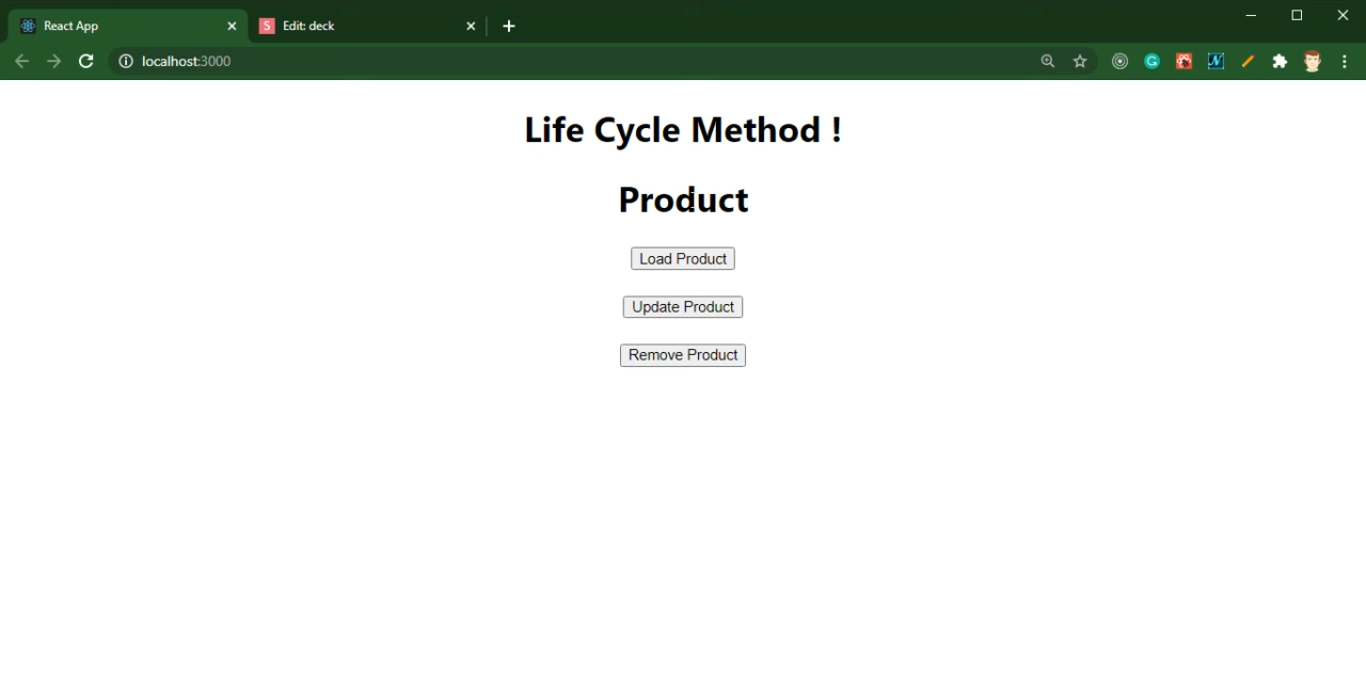 React App
S Edit: deck
localhost:3000
G
N
Life Cycle Method !
Product
Load Product
Update Product
Remove Product